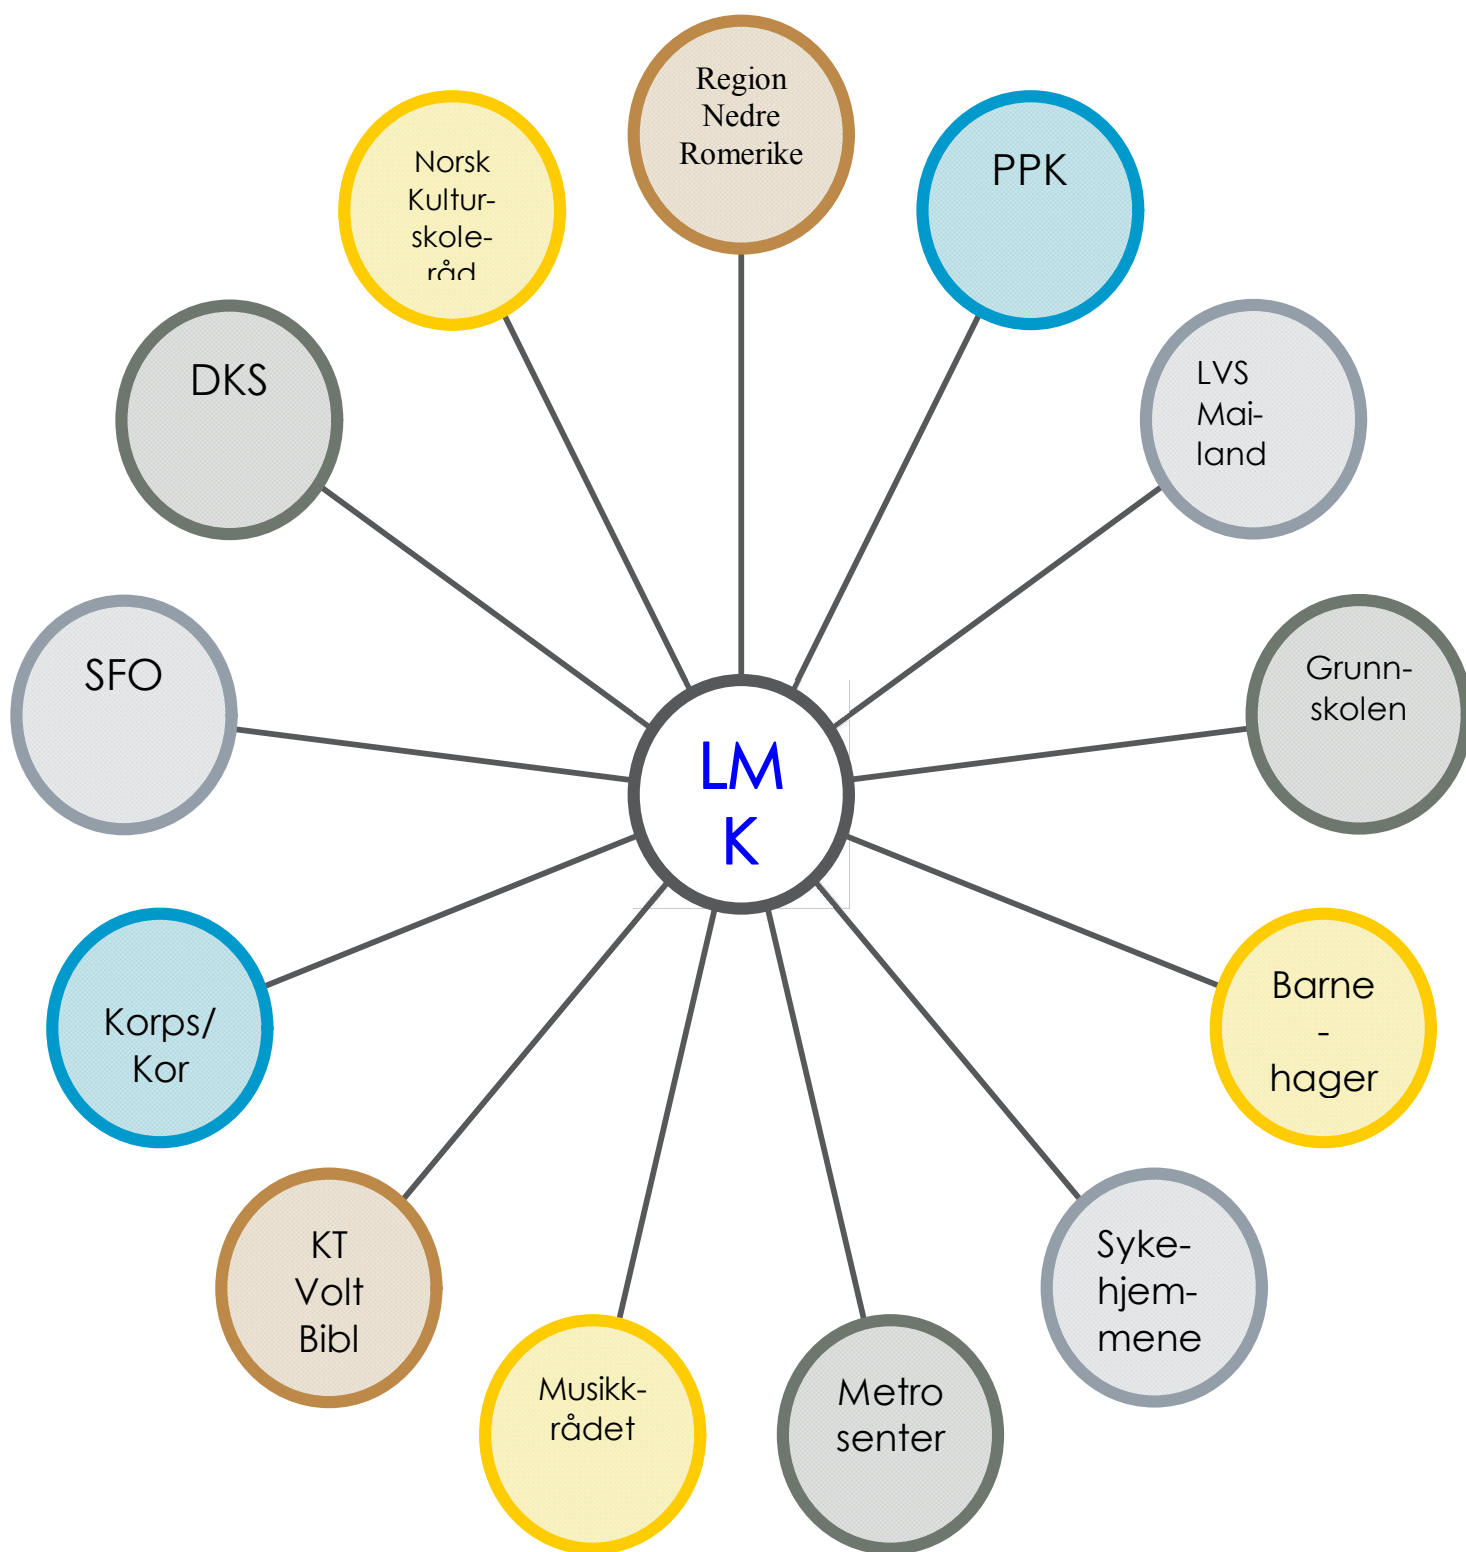 Region
Nedre
Romerike
PPK
LVS
Mai-
land
Grunn-
skolen
Barne
-
hager
Syke-
hjem-
mene
Metro
senter
Musikk-
rådet
KT
Volt
Bibl
Korps/
Kor
SFO
DKS
Norsk
Kultur-
skole-
råd
LM
K